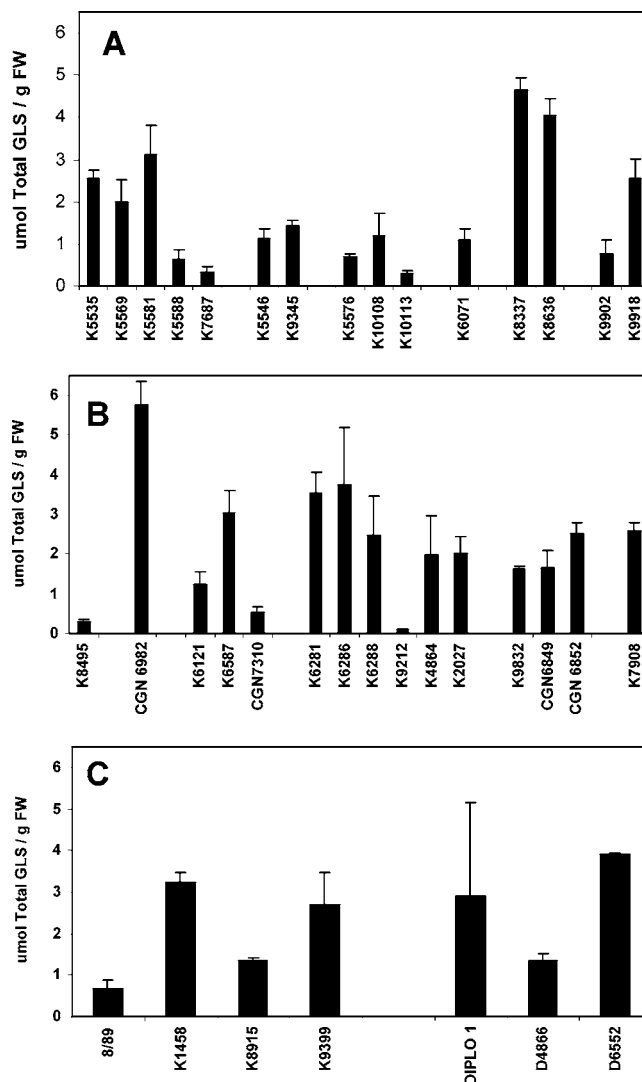 A
umol Total GLS / g FW
6
5
4
3
2
1
0
K5535
K5569
K5581
K5588
K7687
K5546
K9345
K5576
K10108
K10113
K6071
K8337
K8636
K9902
K9918
B
umol Total GLS / g FW
6
5
4
3
2
1
0
K8495
CGN 6982
K6121
K6587
CGN7310
K6281
K6286
K6288
K9212
K4864
K2027
K9832
CGN6849
CGN 6852
K7908
C
umol Total GLS / g FW
6
5
4
3
2
1
0
8/89
K1458
K8915
K9399
DIPLO 1
D4866
D6552